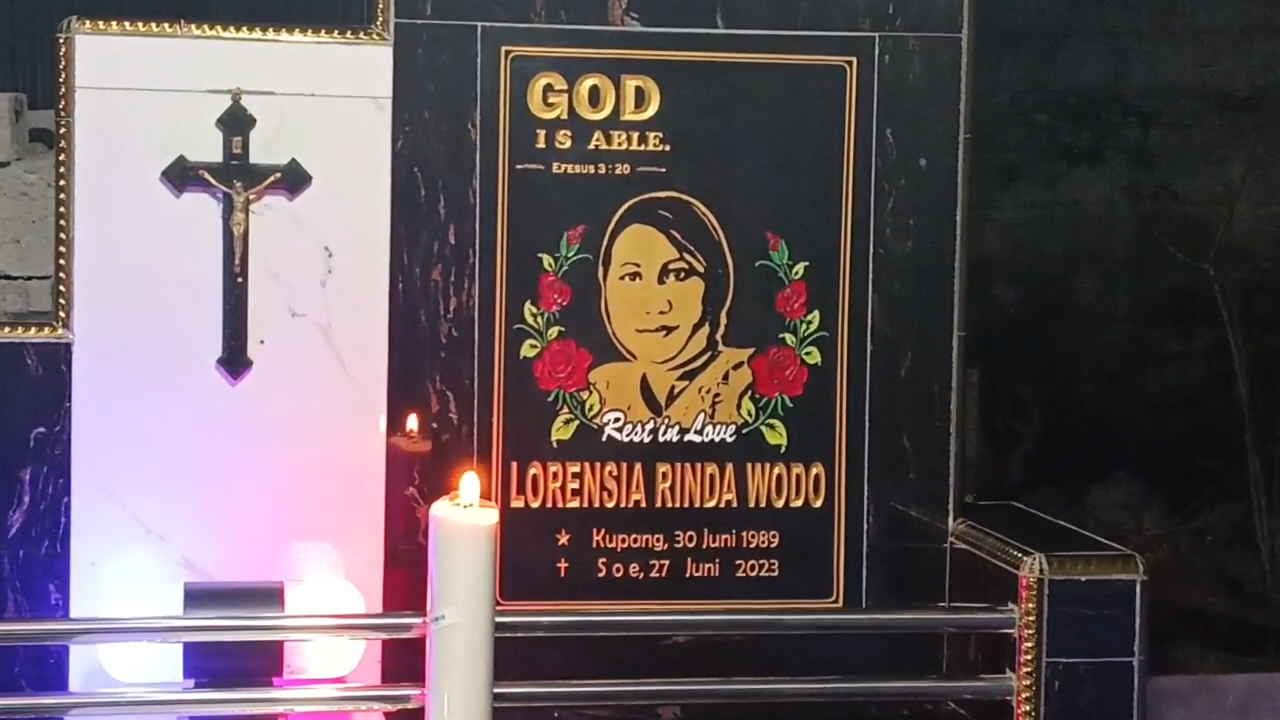 GOD
IS ABLE.
EFESUS 3:20
Rest in Love
LORENSIA RINDA WODO
Kupang, 30 Juni 1989
Soe, 27 Juni 2023